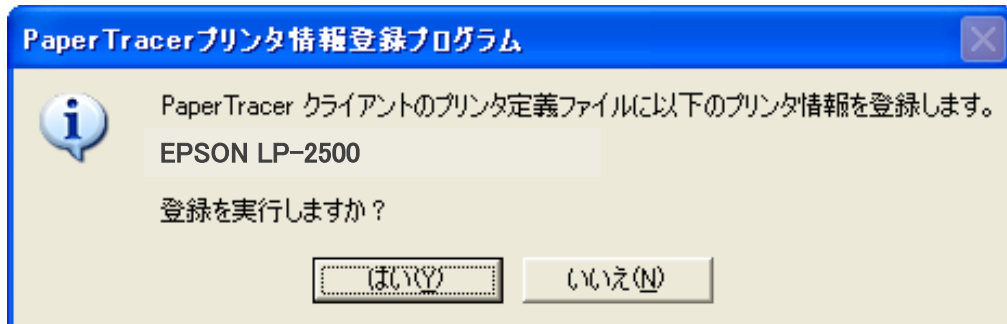 PaperTracerプリンタ情報登録プログラム
PaperTracer クライアントのプリンタ定義ファイルに以下のプリンタ情報を登録します。
EPSON LP-2500
登録を実行しますか？
はい(Y) いいえ(N)